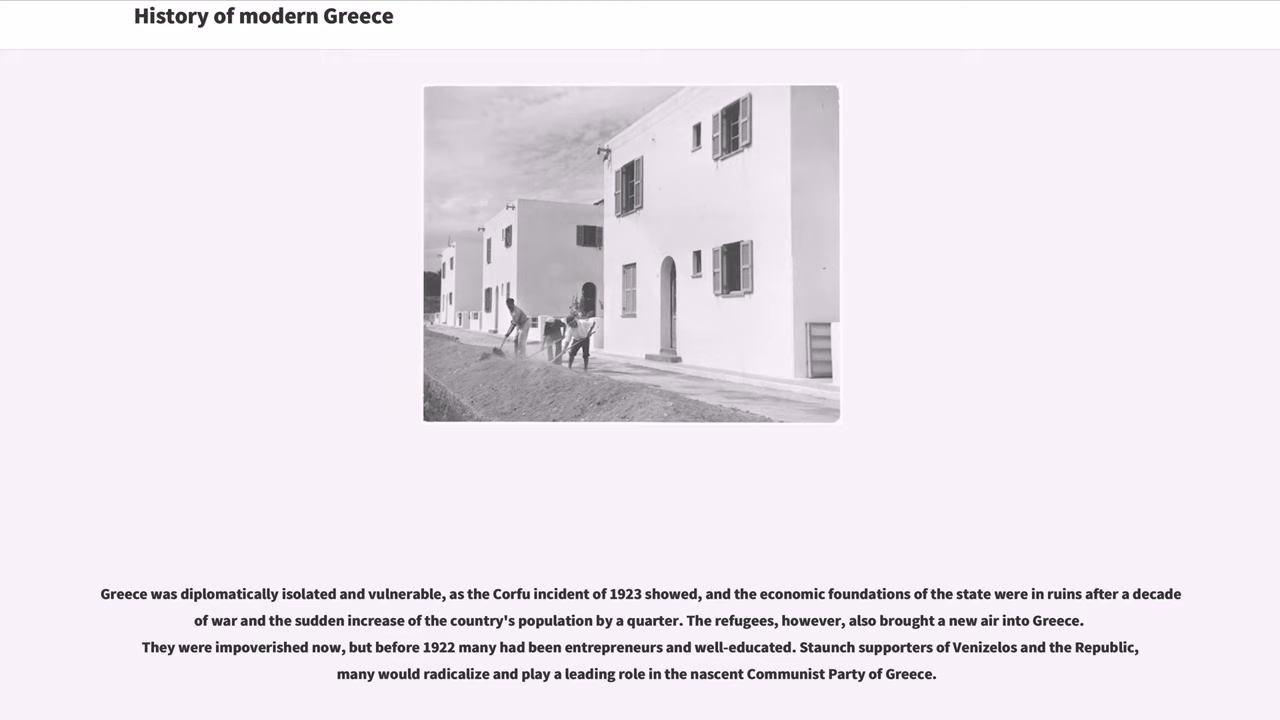 History of modern Greece
Greece was diplomatically isolated and vulnerable, as the Corfu incident of 1923 showed, and the economic foundations of the state were in ruins after a decade
of war and the sudden increase of the country's population by a quarter. The refugees, however, also brought a new air into Greece.
They were impoverished now, but before 1922 many had been entrepreneurs and well-educated. Staunch supporters of Venizelos and the Republic,
many would radicalize and play a leading role in the nascent Communist Party of Greece.